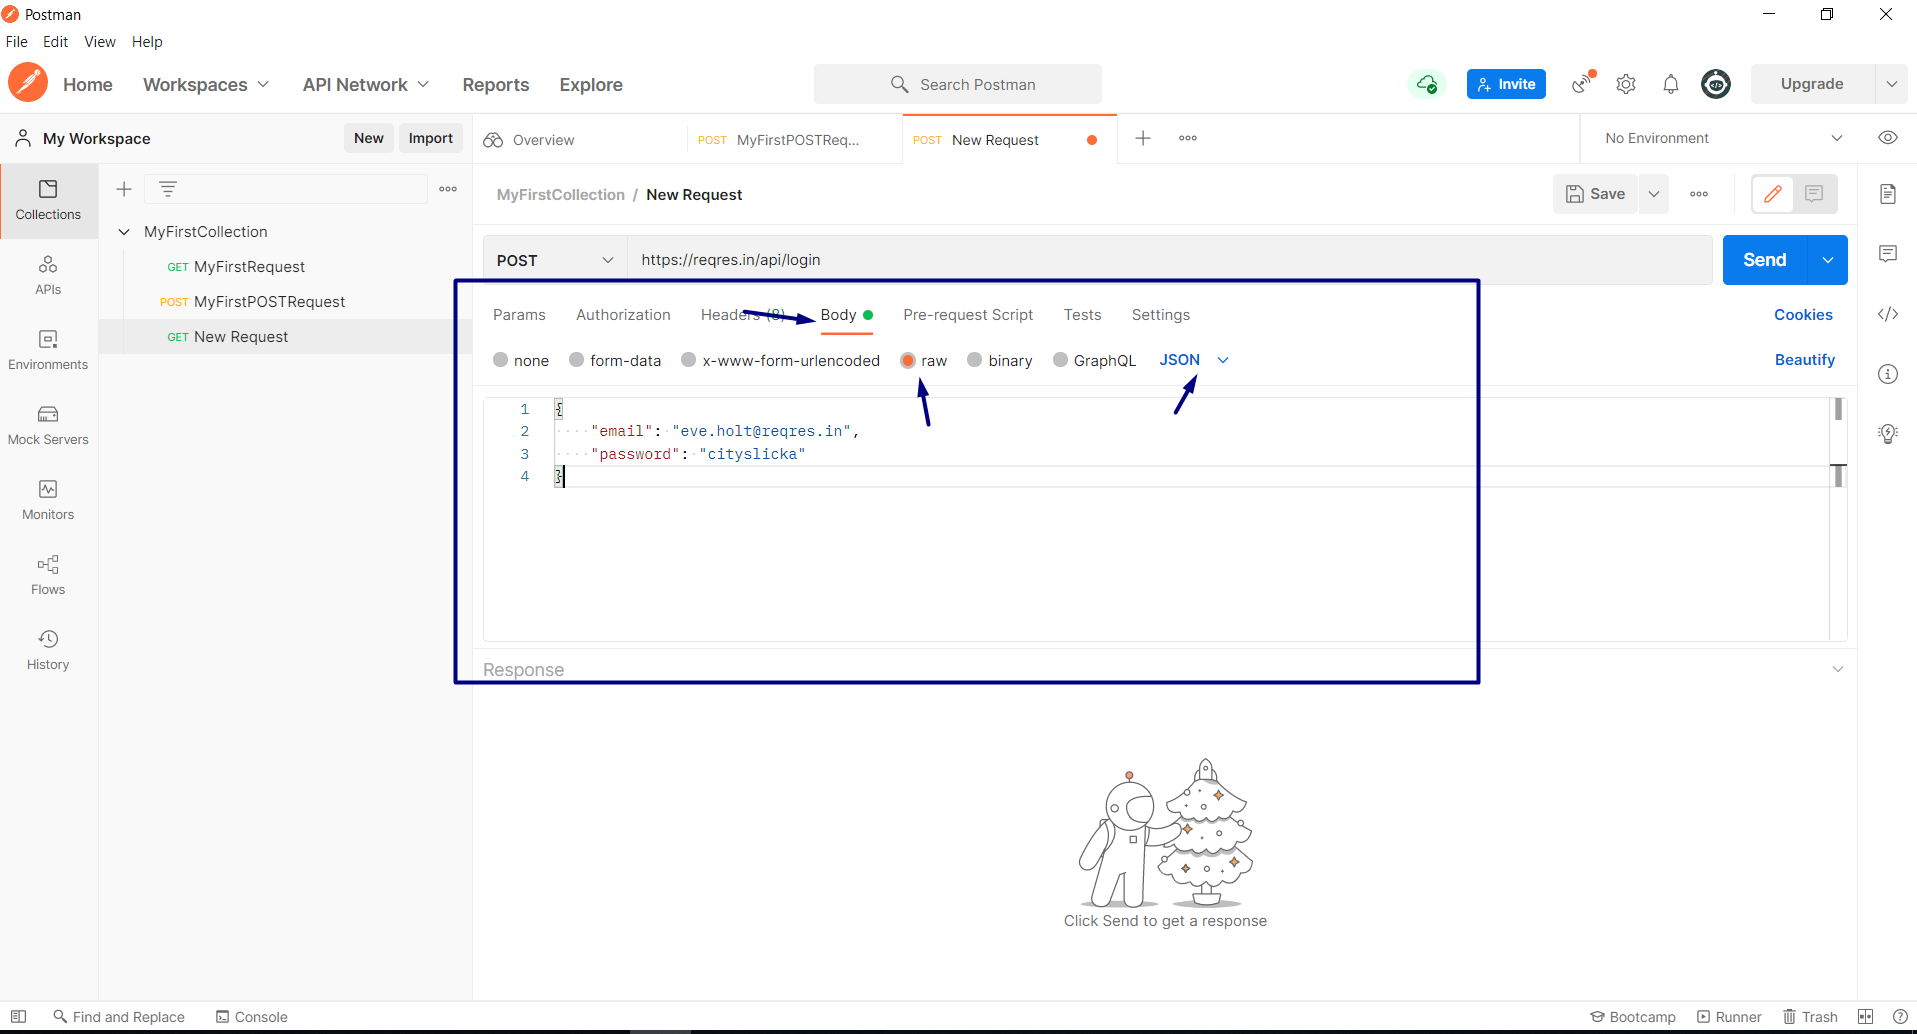 Postman
File Edit View Help
Home Workspaces API Network Reports Explore Search Postman Invite Upgrade
My Workspace New Import Overview POST MyFirstPOSTReq... POST New Request ooo No Environment
Collections
ooo
MyFirstCollection / New Request Save ooo
MyFirstCollection
GET MyFirstRequest
POST MyFirstPOSTRequest
GET New Request
APIs
Environments
Mock Servers
Monitors
Flows
History
POST https://reqres.in/api/login Send
Params Authorization Headers (8) Body Pre-request Script Tests Settings Cookies
none form-data x-www-form-urlencoded raw binary GraphQL JSON Beautify
1 {
2 ····"email":·"eve.holt@reqres.in",
3 ····"password":·"cityslicka"
4 }
Response
Click Send to get a response
Find and Replace Console Bootcamp Runner Trash